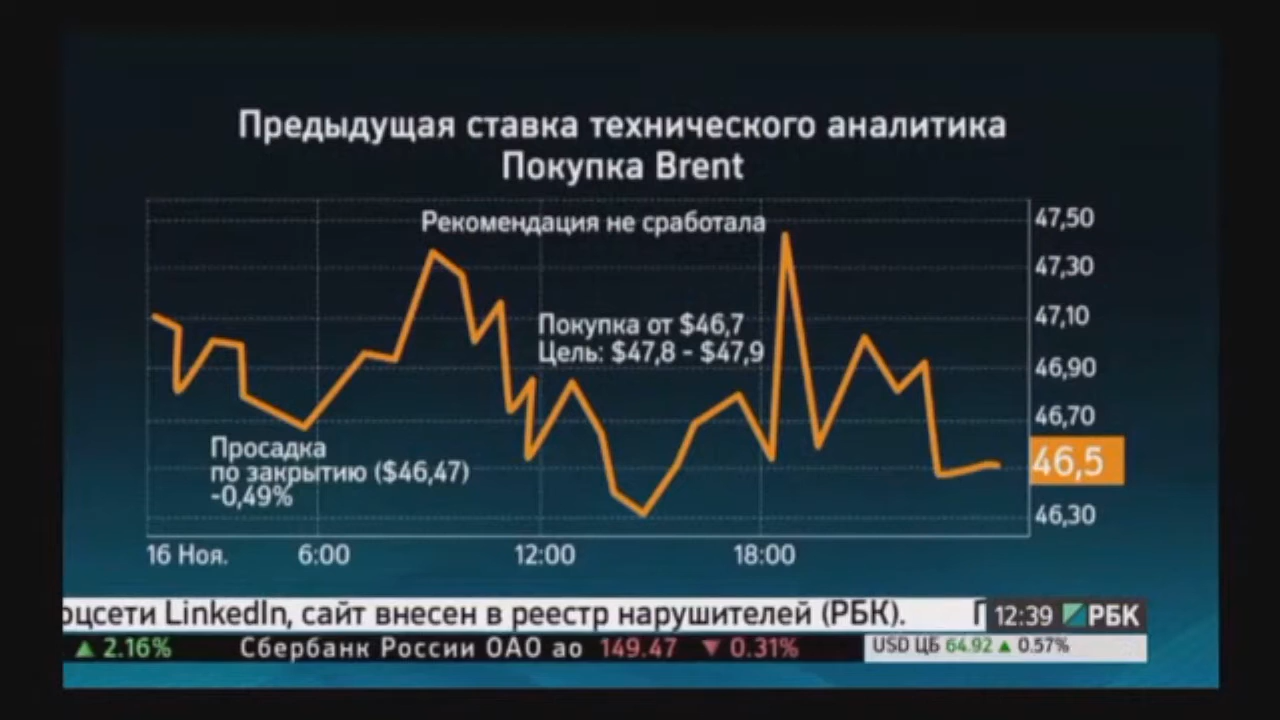 Предыдущая ставка технического аналитика
Покупка Brent
Рекомендация не сработала
47,50
47,30
Покупка от $46,7
Цель: $47,8 - $47,9
47,10
46,90
46,70
Просадка
по закрытию ($46,47)
-0,49%
46,5
46,30
16 Ноя. 6:00 12:00 18:00
оцсети LinkedIn, сайт внесен в реестр нарушителей (РБК). 12:39 РБК
▲ 2.16% Сбербанк России ОАО ао 149.47 ▼ 0.31% USD ЦБ 64.92 ▲ 0.57%